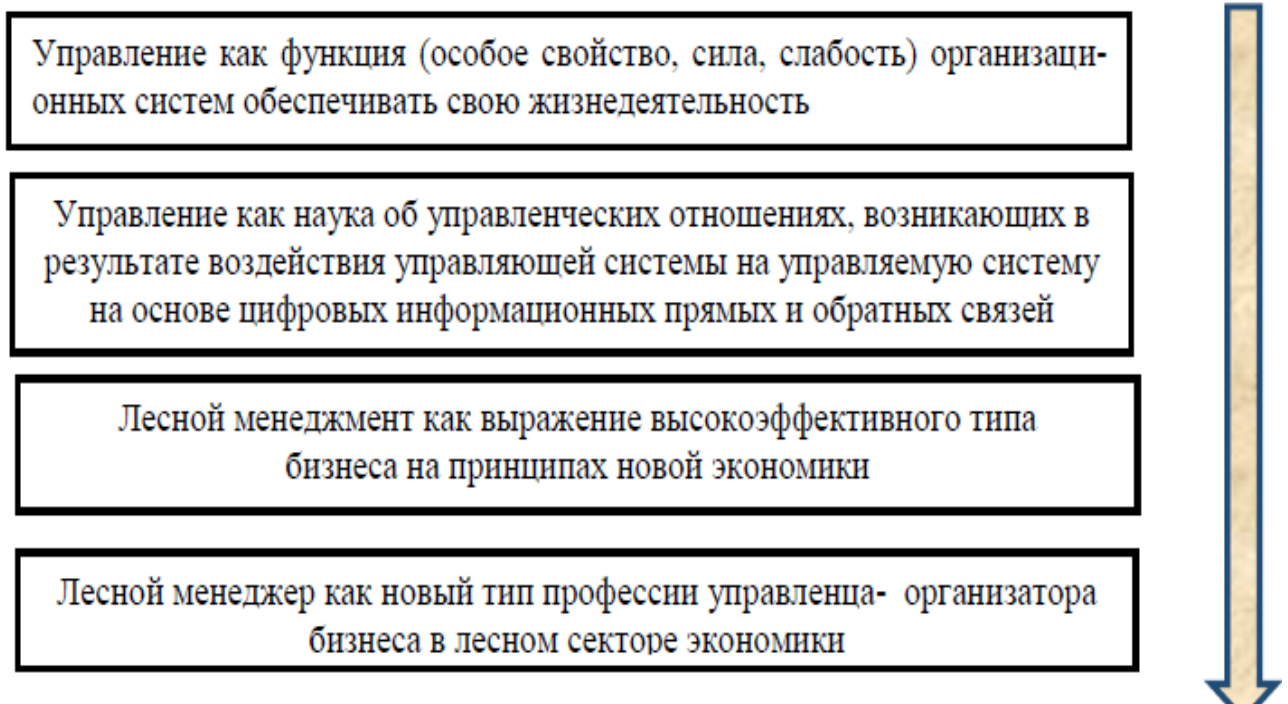 Управление как функция (особое свойство, сила, слабость) организаци-
онных систем обеспечивать свою жизнедеятельность
Управление как наука об управленческих отношениях, возникающих в
результате воздействия управляющей системы на управляемую систему
на основе цифровых информационных прямых и обратных связей
Лесной менеджмент как выражение высокоэффективного типа
бизнеса на принципах новой экономики
Лесной менеджер как новый тип профессии управленца- организатора
бизнеса в лесном секторе экономики